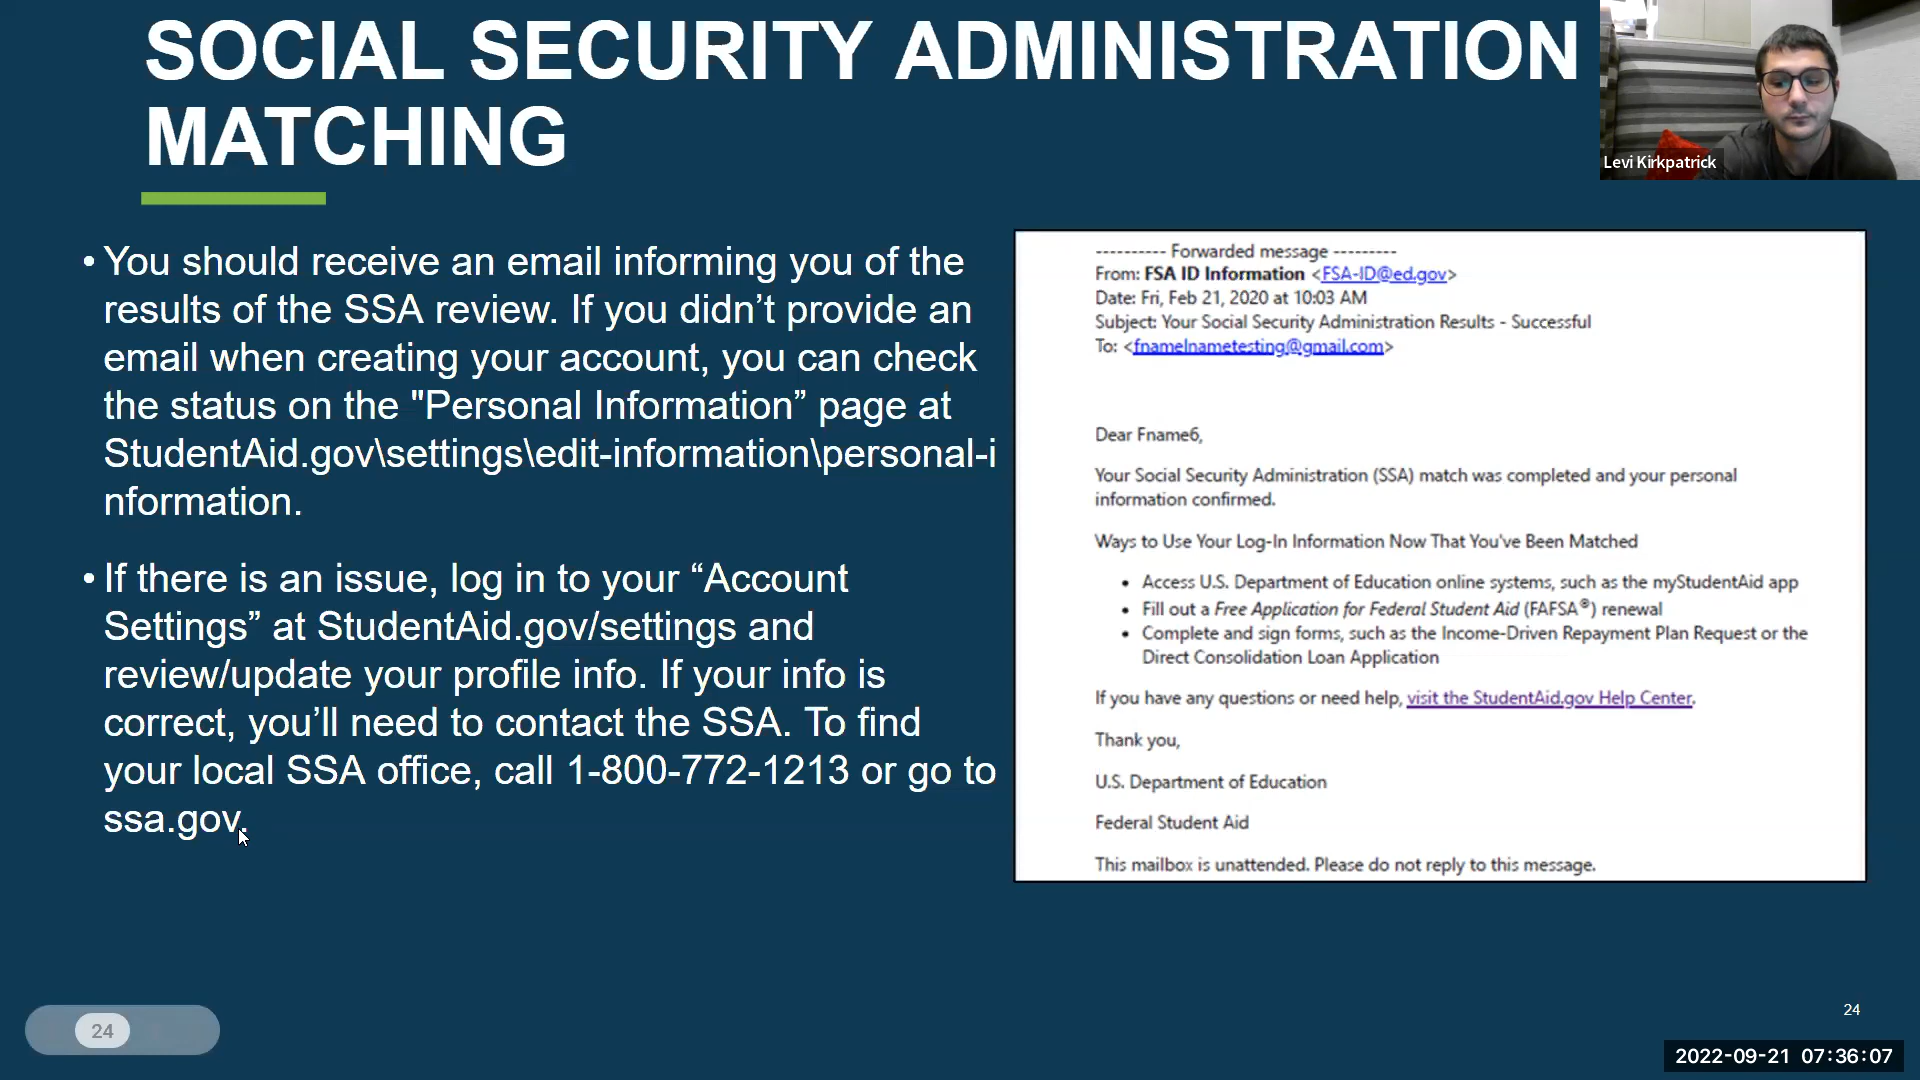 SOCIAL SECURITY ADMINISTRATION
MATCHING
Levi Kirkpatrick
• You should receive an email informing you of the
results of the SSA review. If you didn’t provide an
email when creating your account, you can check
the status on the "Personal Information” page at
StudentAid.gov\settings\edit-information\personal-i
nformation.
• If there is an issue, log in to your “Account
Settings” at StudentAid.gov/settings and
review/update your profile info. If your info is
correct, you’ll need to contact the SSA. To find
your local SSA office, call 1-800-772-1213 or go to
ssa.gov.
---------- Forwarded message ---------
From: FSA ID Information <FSA-ID@ed.gov>
Date: Fri, Feb 21, 2020 at 10:03 AM
Subject: Your Social Security Administration Results - Successful
To: <fnamelnametesting@gmail.com>
Dear Fname6,
Your Social Security Administration (SSA) match was completed and your personal
information confirmed.
Ways to Use Your Log-In Information Now That You've Been Matched
• Access U.S. Department of Education online systems, such as the myStudentAid app
• Fill out a Free Application for Federal Student Aid (FAFSA®) renewal
• Complete and sign forms, such as the Income-Driven Repayment Plan Request or the
Direct Consolidation Loan Application
If you have any questions or need help, visit the StudentAid.gov Help Center.
Thank you,
U.S. Department of Education
Federal Student Aid
This mailbox is unattended. Please do not reply to this message.
24
24
2022-09-21 07:36:07